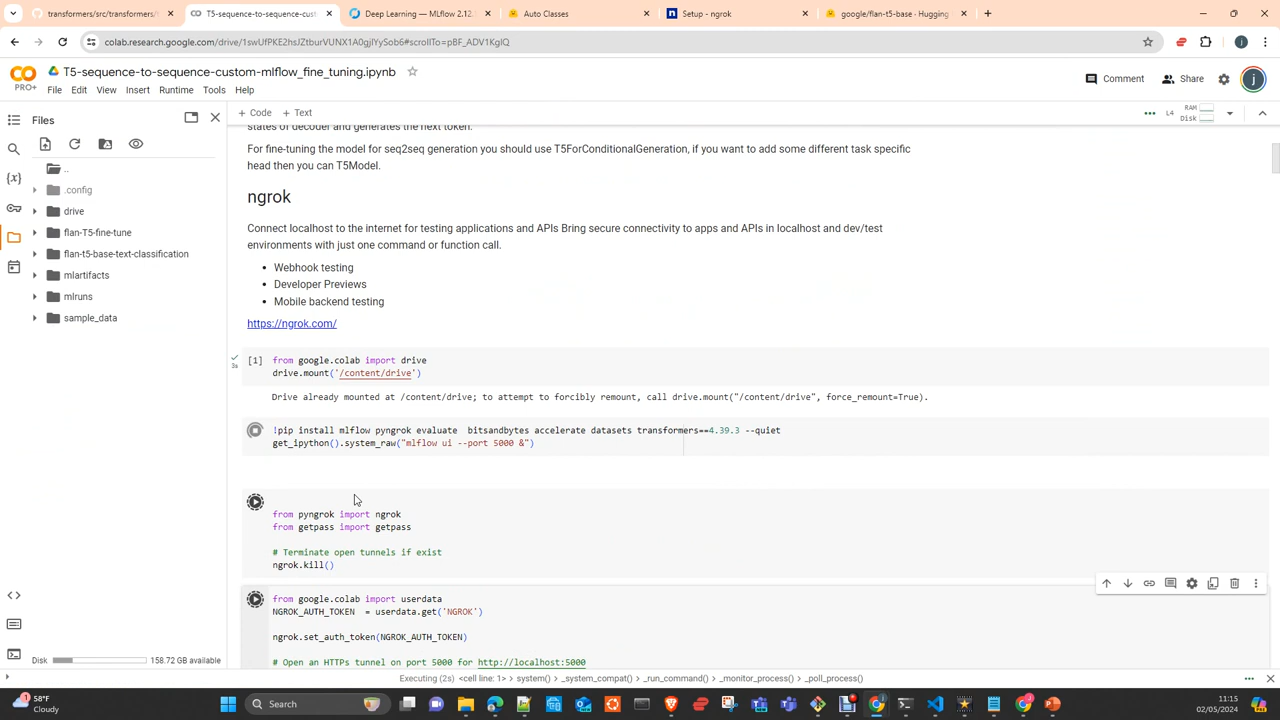 transformers/src/transformers/
T5-sequence-to-sequence-cust
Deep Learning — MLflow 2.12.
Auto Classes
Setup - ngrok
google/flan-t5-base · Hugging
colab.research.google.com/drive/1swUfPKE2hsJZtburVUNX1A0gjlYySob6#scrollTo=pBF_ADV1KglQ
T5-sequence-to-sequence-custom-mlflow_fine_tuning.ipynb
PRO+
File Edit View Insert Runtime Tools Help
Comment
Share
j
Files
+ Code + Text
L4
RAM
Disk
..
.config
drive
flan-T5-fine-tune
flan-t5-base-text-classification
mlartifacts
mlruns
sample_data
states of decoder and generates the next token.
For fine-tuning the model for seq2seq generation you should use T5ForConditionalGeneration, if you want to add some different task specific
head then you can T5Model.
ngrok
Connect localhost to the internet for testing applications and APIs Bring secure connectivity to apps and APIs in localhost and dev/test
environments with just one command or function call.
• Webhook testing
• Developer Previews
• Mobile backend testing
https://ngrok.com/
[1] from google.colab import drive
3s
drive.mount('/content/drive')
Drive already mounted at /content/drive; to attempt to forcibly remount, call drive.mount("/content/drive", force_remount=True).
!pip install mlflow pyngrok evaluate  bitsandbytes accelerate datasets transformers==4.39.3 --quiet
get_ipython().system_raw("mlflow ui --port 5000 &")
from pyngrok import ngrok
from getpass import getpass
# Terminate open tunnels if exist
ngrok.kill()
from google.colab import userdata
NGROK_AUTH_TOKEN  = userdata.get('NGROK')
ngrok.set_auth_token(NGROK_AUTH_TOKEN)
# Open an HTTPs tunnel on port 5000 for http://localhost:5000
Disk 158.72 GB available
Executing (2s) <cell line: 1> > system() > _system_compat() > _run_command() > _monitor_process() > _poll_process()
58°F
Cloudy
Search
11:15
02/05/2024